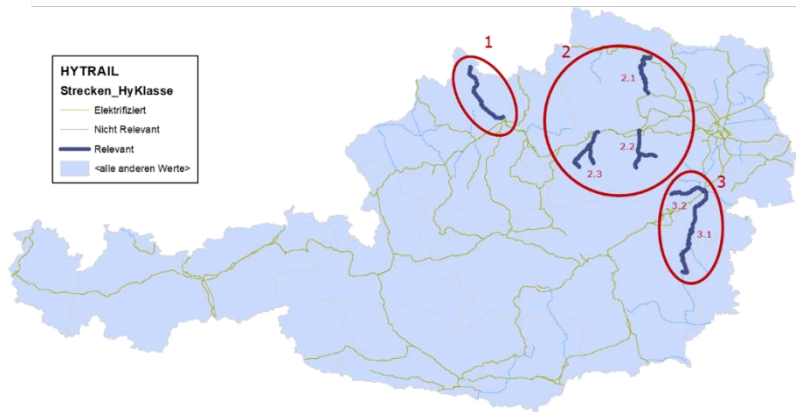 HYTRAIL
Strecken_HyKlasse
Elektrifiziert
Nicht Relevant
Relevant
<alle anderen Werte>
1
2
2.1
2.2
2.3
3
3.2
3.1